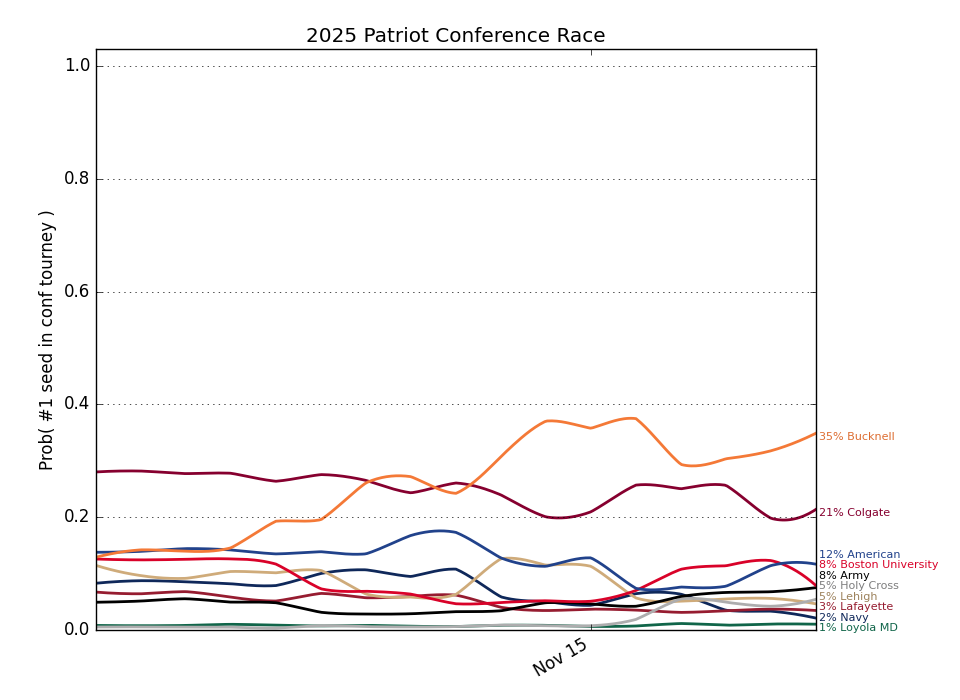 2025 Patriot Conference Race
Prob( #1 seed in conf tourney )
1.0
0.8
0.6
0.4
0.2
0.0
Nov 15
35% Bucknell
21% Colgate
12% American
8% Boston University
8% Army
5% Holy Cross
5% Lehigh
3% Lafayette
2% Navy
1% Loyola MD